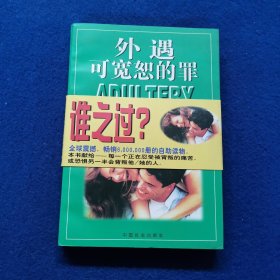 外遇
可宽恕的罪
ADULTERY
谁之过?
全球震撼，畅销6,000,000册的自助读物。
本书献给——每一个正在忍受被背叛的痛苦，
或恐惧另一半会背叛他/她的人